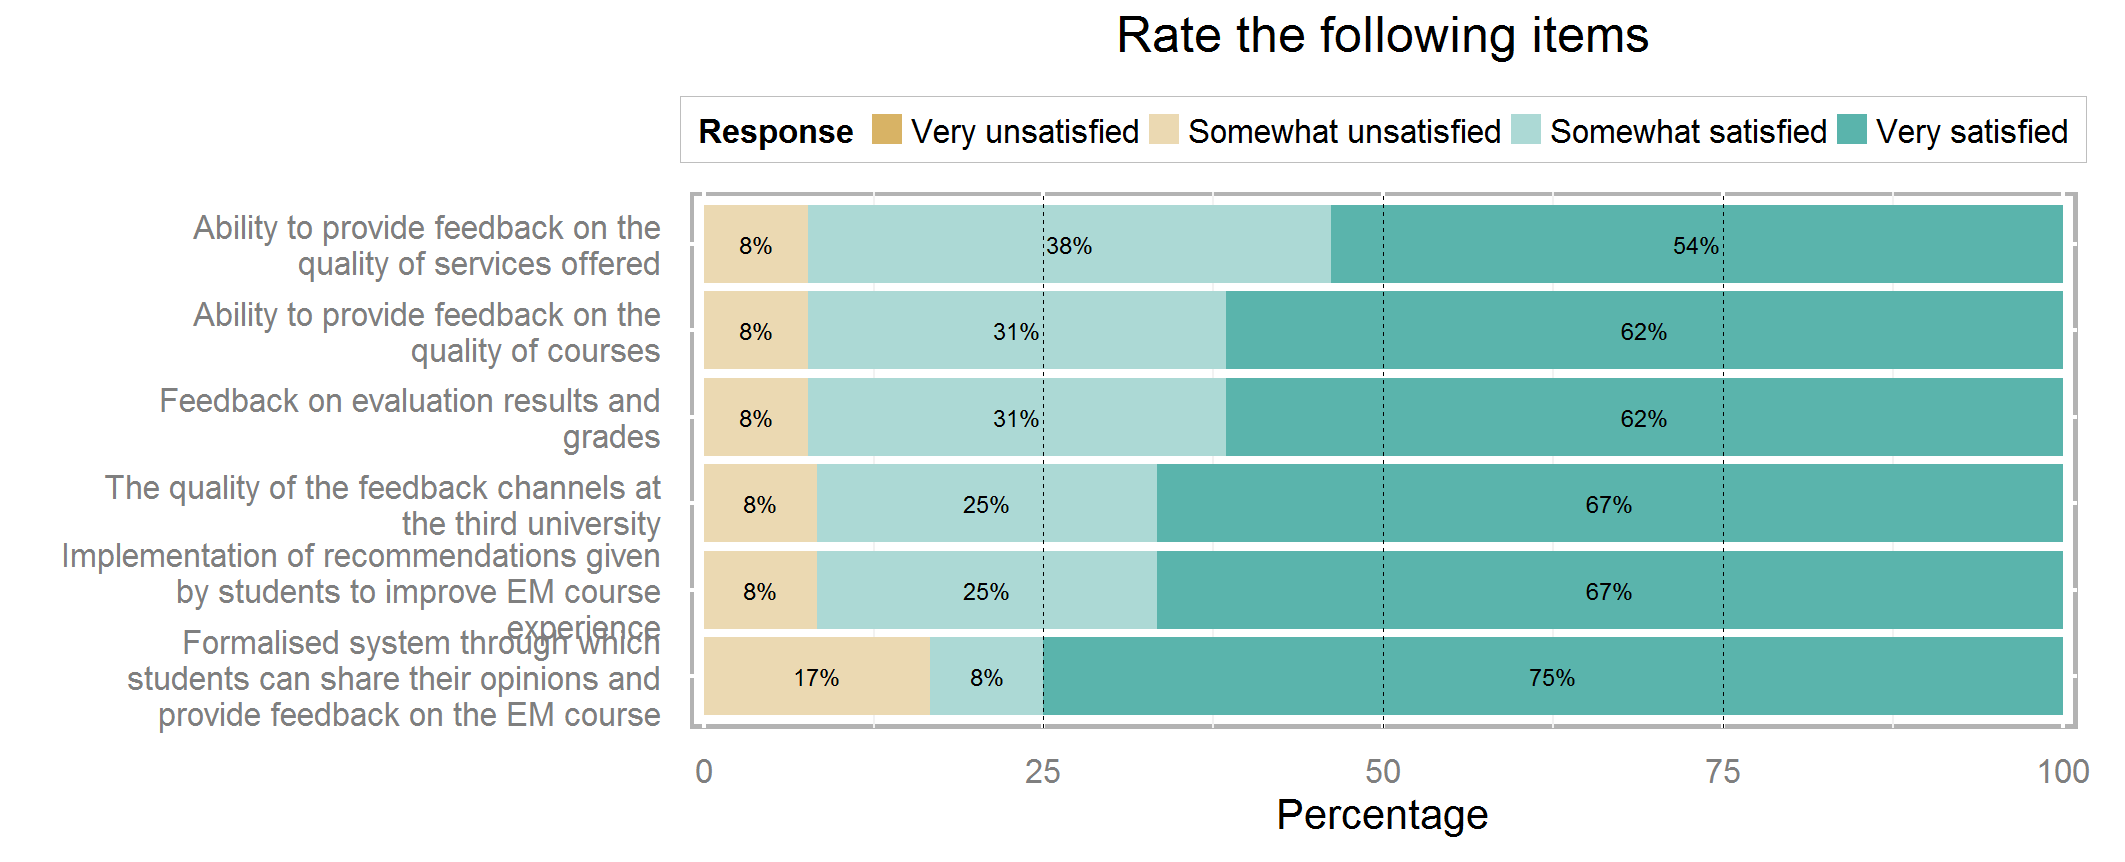 Rate the following items
Response Very unsatisfied Somewhat unsatisfied Somewhat satisfied Very satisfied
Ability to provide feedback on the
quality of services offered
8% 38% 54%
Ability to provide feedback on the
quality of courses
8% 31% 62%
Feedback on evaluation results and
grades
8% 31% 62%
The quality of the feedback channels at
the third university
8% 25% 67%
Implementation of recommendations given
by students to improve EM course
experience
8% 25% 67%
Formalised system through which
students can share their opinions and
provide feedback on the EM course
17% 8% 75%
0 25 50 75 100
Percentage